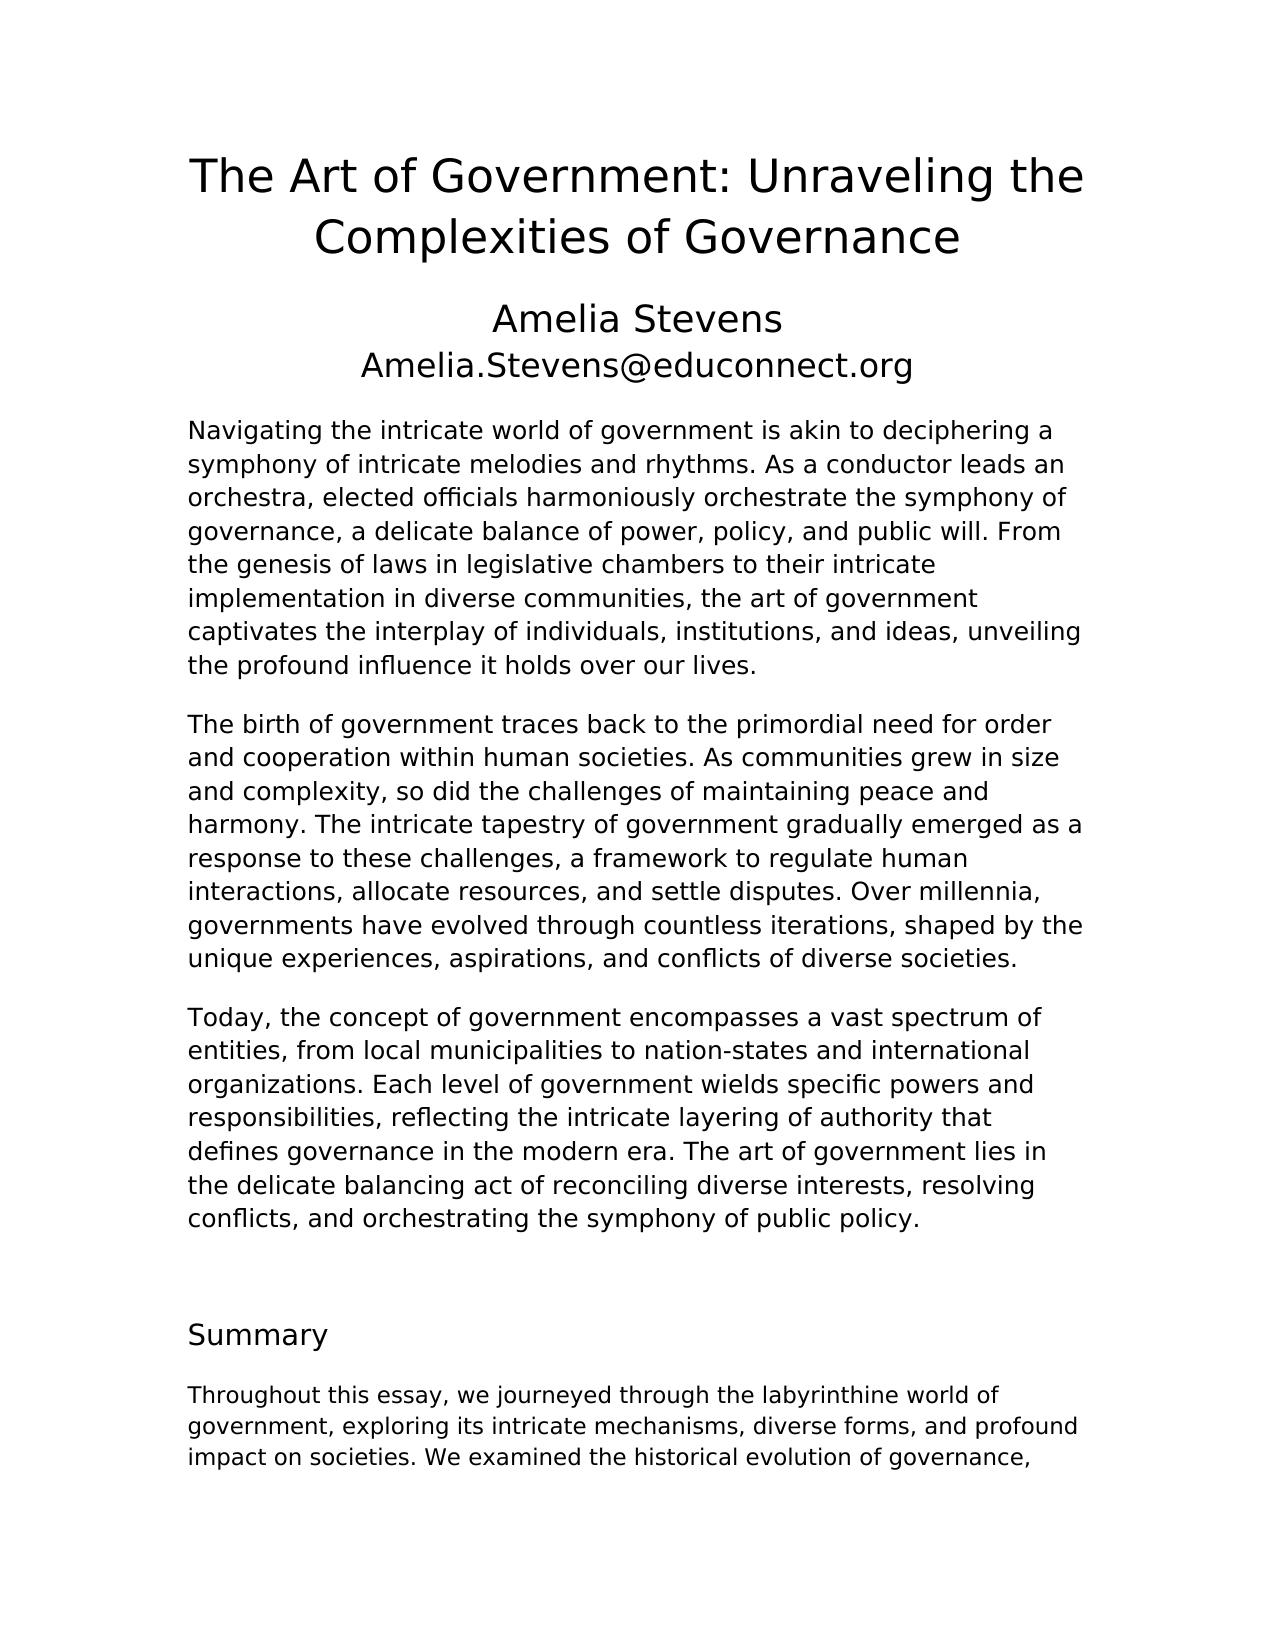 The Art of Government: Unraveling the
Complexities of Governance
Amelia Stevens
Amelia.Stevens@educonnect.org
Navigating the intricate world of government is akin to deciphering a
symphony of intricate melodies and rhythms. As a conductor leads an
orchestra, elected officials harmoniously orchestrate the symphony of
governance, a delicate balance of power, policy, and public will. From
the genesis of laws in legislative chambers to their intricate
implementation in diverse communities, the art of government
captivates the interplay of individuals, institutions, and ideas, unveiling
the profound influence it holds over our lives.
The birth of government traces back to the primordial need for order
and cooperation within human societies. As communities grew in size
and complexity, so did the challenges of maintaining peace and
harmony. The intricate tapestry of government gradually emerged as a
response to these challenges, a framework to regulate human
interactions, allocate resources, and settle disputes. Over millennia,
governments have evolved through countless iterations, shaped by the
unique experiences, aspirations, and conflicts of diverse societies.
Today, the concept of government encompasses a vast spectrum of
entities, from local municipalities to nation-states and international
organizations. Each level of government wields specific powers and
responsibilities, reflecting the intricate layering of authority that
defines governance in the modern era. The art of government lies in
the delicate balancing act of reconciling diverse interests, resolving
conflicts, and orchestrating the symphony of public policy.
Summary
Throughout this essay, we journeyed through the labyrinthine world of
government, exploring its intricate mechanisms, diverse forms, and profound
impact on societies. We examined the historical evolution of governance,